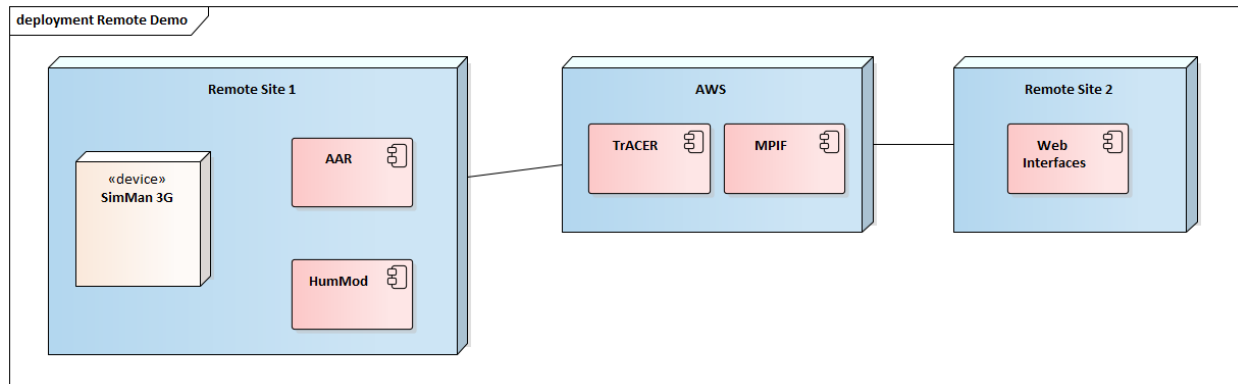 deployment Remote Demo
Remote Site 1
«device»
SimMan 3G
AAR
HumMod
AWS
TrACER
MPIF
Remote Site 2
Web
Interfaces